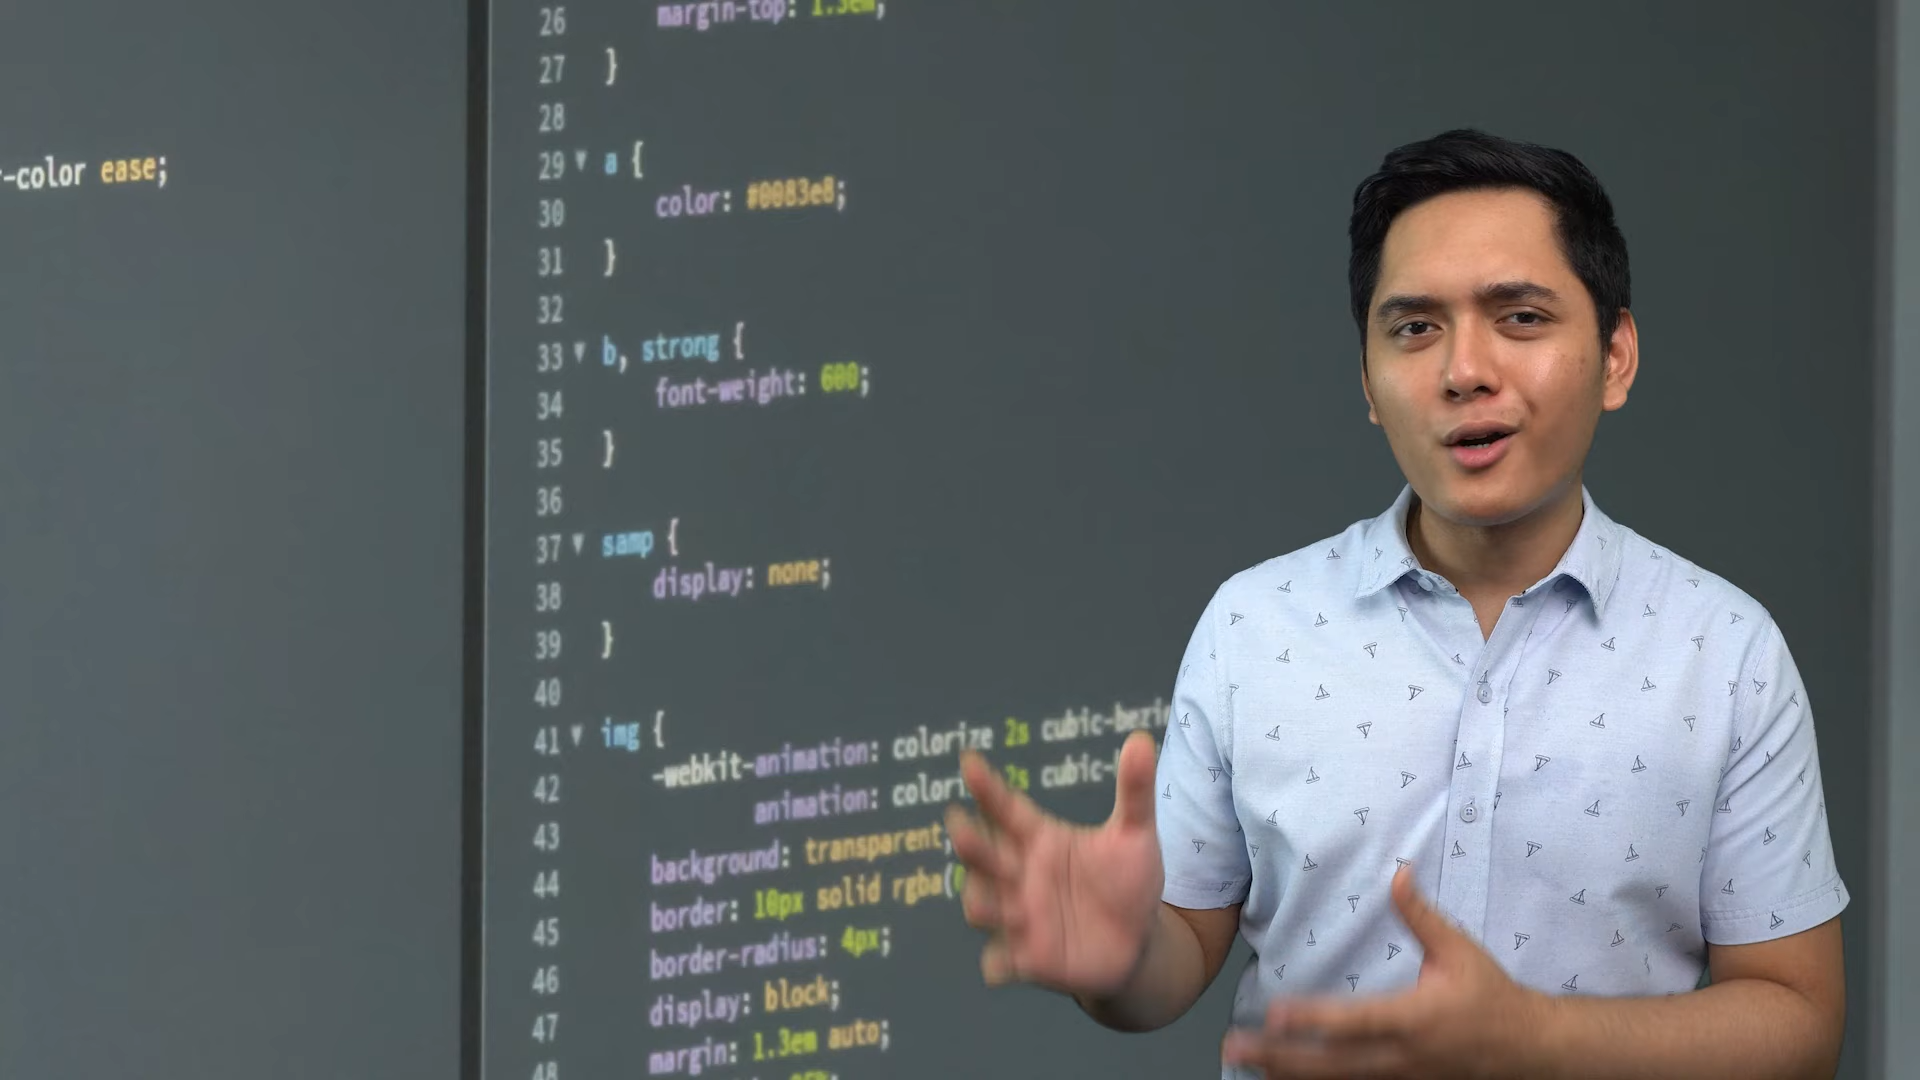 -color ease;
26 margin-top: 1.3em;
27 }
28
29 a {
30 color: #0083e8;
31 }
32
33 b, strong {
34 font-weight: 600;
35 }
36
37 samp {
38 display: none;
39 }
40
41 img {
42 -webkit-animation: colorize 2s
43 animation: 2s
44 background: transparent;
45 border: 10px solid rgba(
46 border-radius: 4px;
47 display: block;
48 margin: 1.3em auto;